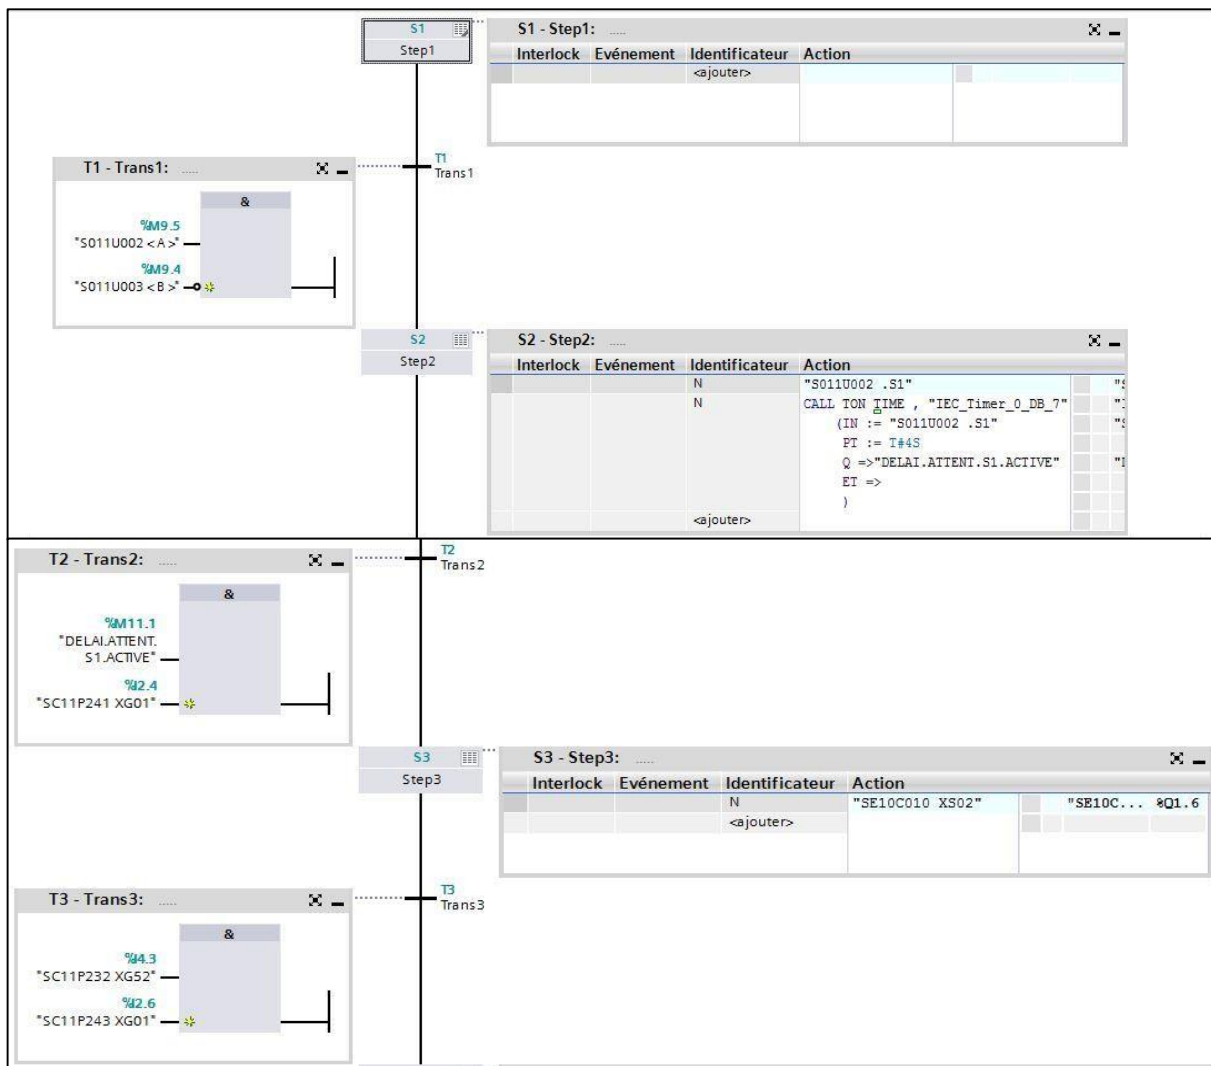 S1
Step1
S1 - Step1: .....
Interlock Evénement Identificateur Action
<ajouter>
T1 - Trans1: .....
T1
Trans1
&
%M9.5
"S011U002 <A>"
%M9.4
"S011U003 <B>"
S2
Step2
S2 - Step2: .....
Interlock Evénement Identificateur Action
N "S011U002 .S1"
N CALL TON TIME , "IEC_Timer_0_DB_7"
(IN := "S011U002 .S1"
PT := T#4S
Q =>"DELAI.ATTENT.S1.ACTIVE"
ET =>
)
<ajouter>
T2 - Trans2: .....
T2
Trans2
&
%M11.1
"DELAI.ATTENT.
S1.ACTIVE"
%I2.4
"SC11P241 XG01"
S3
Step3
S3 - Step3: .....
Interlock Evénement Identificateur Action
N "SE10C010 XS02" "SE10C... %Q1.6
<ajouter>
T3 - Trans3: .....
T3
Trans3
&
%I4.3
"SC11P232 XG52"
%I2.6
"SC11P243 XG01"